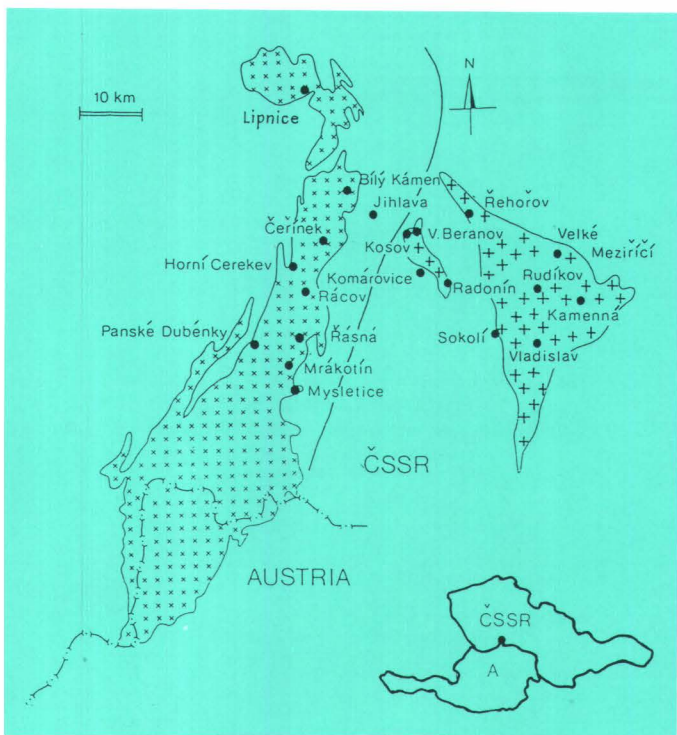 10 km
N
Lipnice
Bílý Kámen
Jihlava
Řehořov
Čeřínek
Kosov
V. Beranov
Velké
Meziříčí
Horní Cerekev
Komárovice
Rudíkov
Radonín
Rácov
Kamenná
Panské Dubénky
Řásná
Sokolí
Vladislav
Mrákotín
Mysletice
ČSSR
AUSTRIA
ČSSR
A